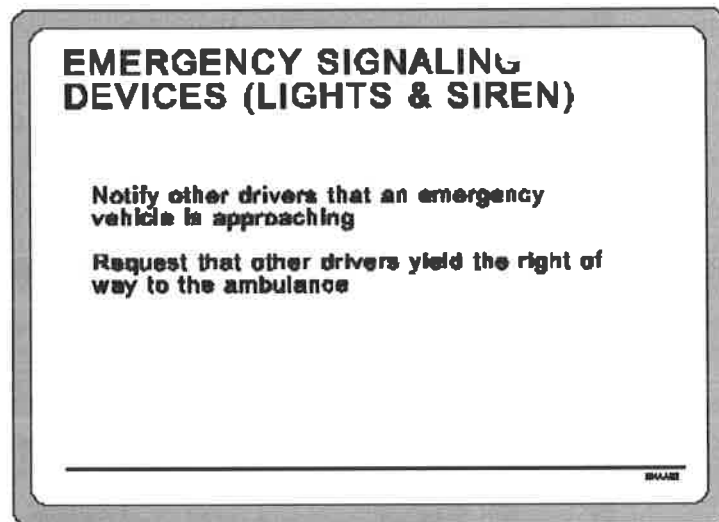 EMERGENCY SIGNALING
DEVICES (LIGHTS & SIREN)
Notify other drivers that an emergency
vehicle is approaching
Request that other drivers yield the right of
way to the ambulance